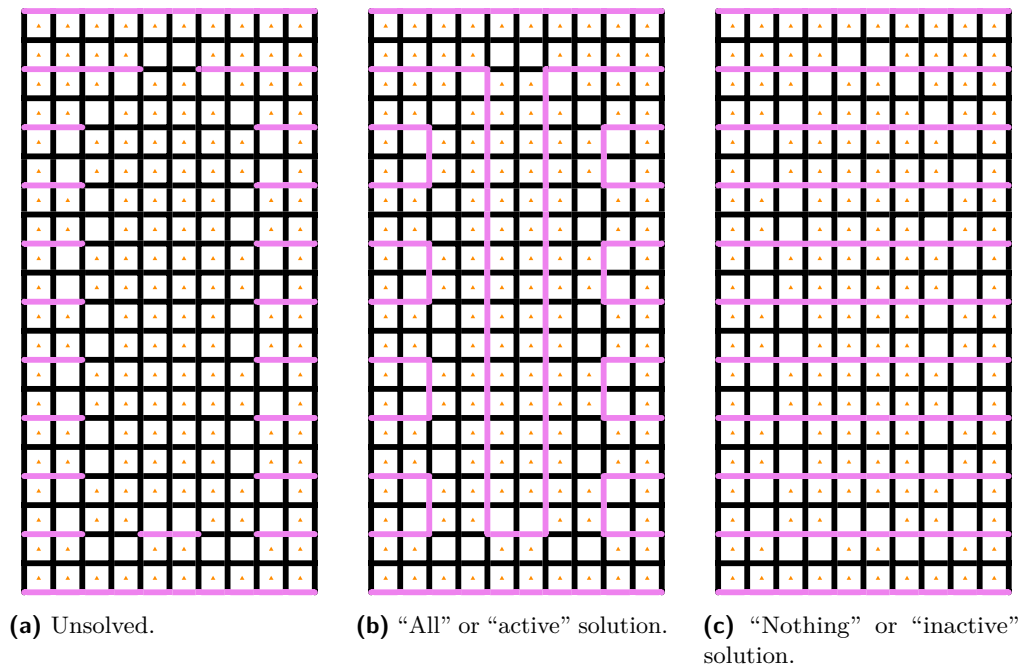 (a) Unsolved.
(b) “All” or “active” solution.
(c) “Nothing” or “inactive”
solution.